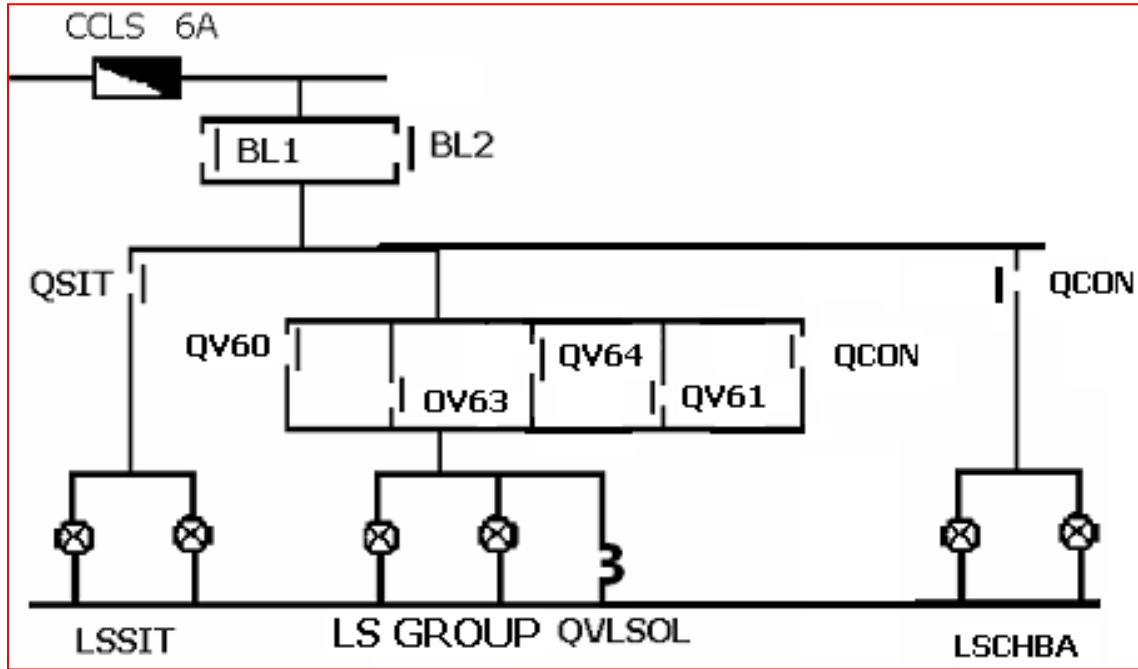 CCLS 6A
BL1
BL2
QSIT
QCON
QV60
QV64
QCON
OV63
QV61
LSSIT
LS GROUP
QVLSOL
LSCHBA